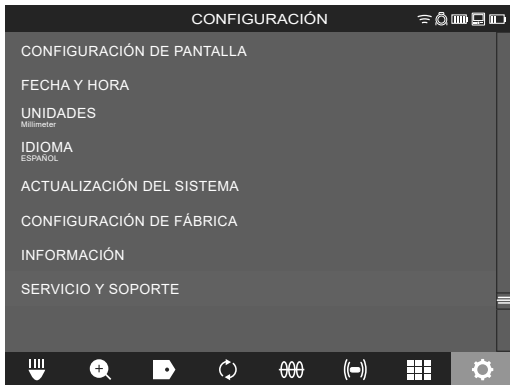 CONFIGURACIÓN
CONFIGURACIÓN DE PANTALLA
FECHA Y HORA
UNIDADES
Millimeter
IDIOMA
ESPAÑOL
ACTUALIZACIÓN DEL SISTEMA
CONFIGURACIÓN DE FÁBRICA
INFORMACIÓN
SERVICIO Y SOPORTE